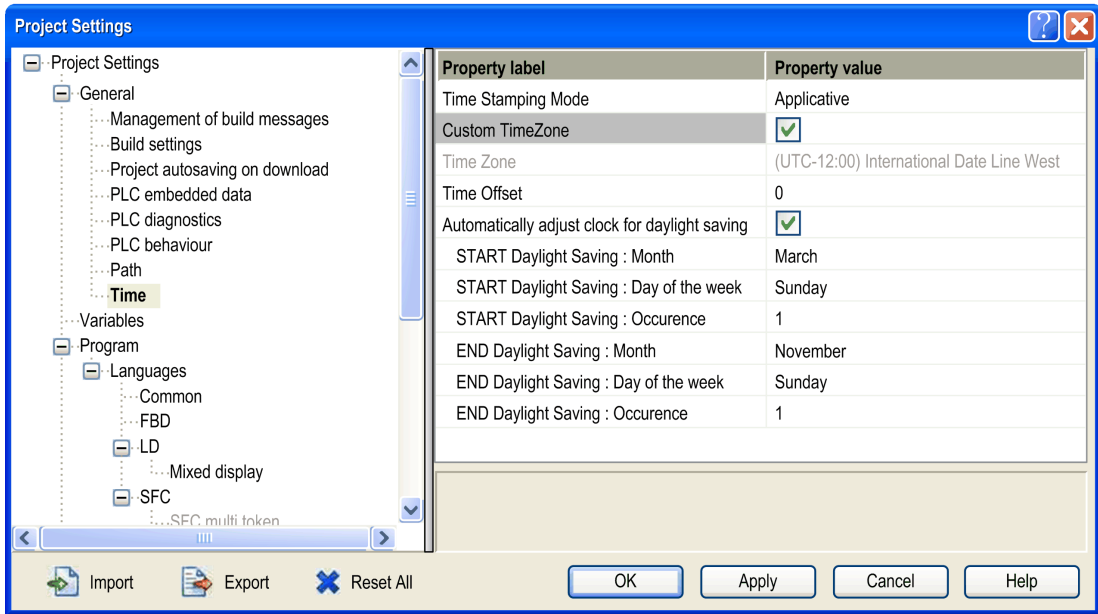 Project Settings
Project Settings
General
Management of build messages
Build settings
Project autosaving on download
PLC embedded data
PLC diagnostics
PLC behaviour
Path
Time
Variables
Program
Languages
Common
FBD
LD
Mixed display
SFC
SFC multi token
Property label Property value
Time Stamping Mode Applicative
Custom TimeZone
Time Zone (UTC-12:00) International Date Line West
Time Offset 0
Automatically adjust clock for daylight saving
START Daylight Saving : Month March
START Daylight Saving : Day of the week Sunday
START Daylight Saving : Occurence 1
END Daylight Saving : Month November
END Daylight Saving : Day of the week Sunday
END Daylight Saving : Occurence 1
Import Export Reset All OK Apply Cancel Help